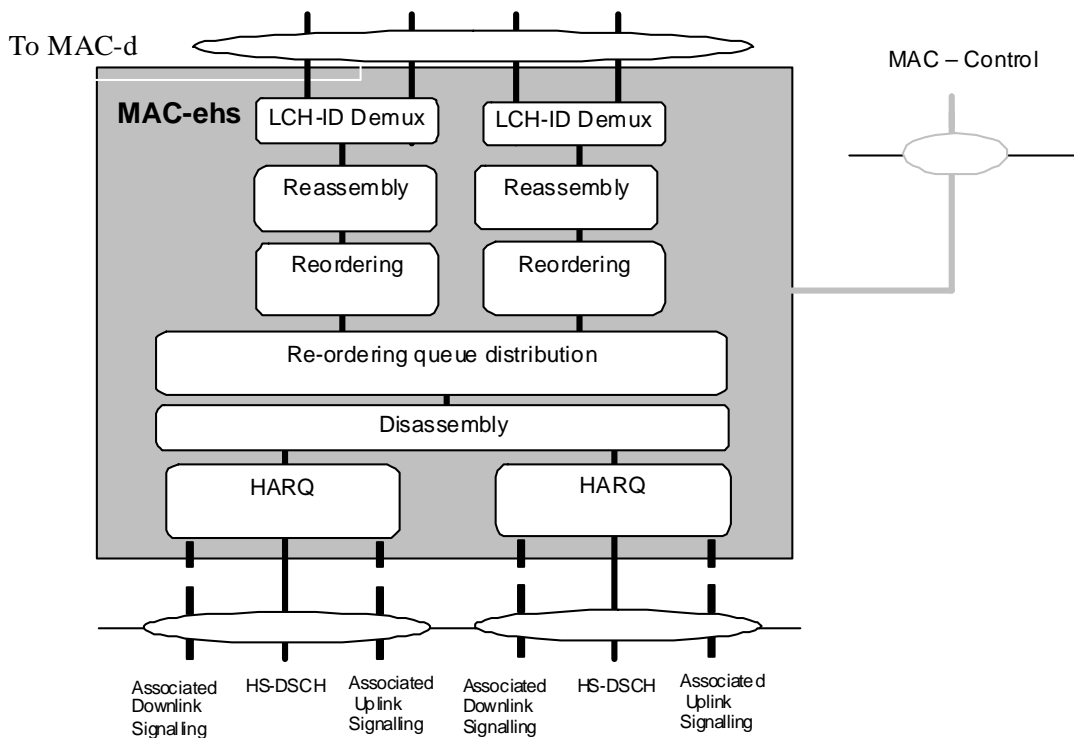 To MAC-d
MAC – Control
MAC-ehs
LCH-ID Demux
LCH-ID Demux
Reassembly
Reassembly
Reordering
Reordering
Re-ordering queue distribution
Disassembly
HARQ
HARQ
Associated
Downlink
Signalling
HS-DSCH
Associated
Uplink
Signalling
Associated
Downlink
Signalling
HS-DSCH
Associated
Uplink
Signalling